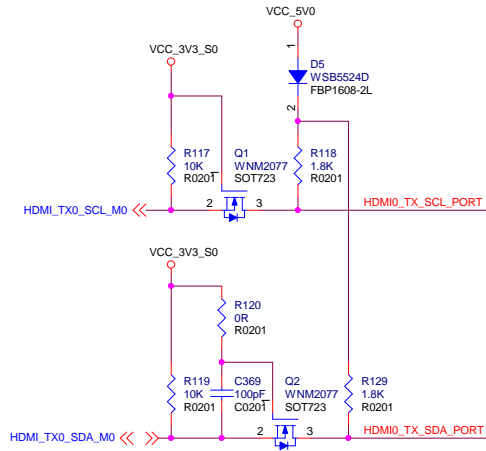 VCC_5V0
VCC_3V3_S0
1
D5
WSB5524D
FBP1608-2L
2
R117
10K
R0201
1
Q1
WNM2077
SOT723
R118
1.8K
R0201
HDMI_TX0_SCL_M0
2
3
HDMI0_TX_SCL_PORT
VCC_3V3_S0
R120
0R
R0201
R119
10K
R0201
C369
100pF
C0201
1
Q2
WNM2077
SOT723
R129
1.8K
R0201
HDMI_TX0_SDA_M0
2
3
HDMI0_TX_SDA_PORT